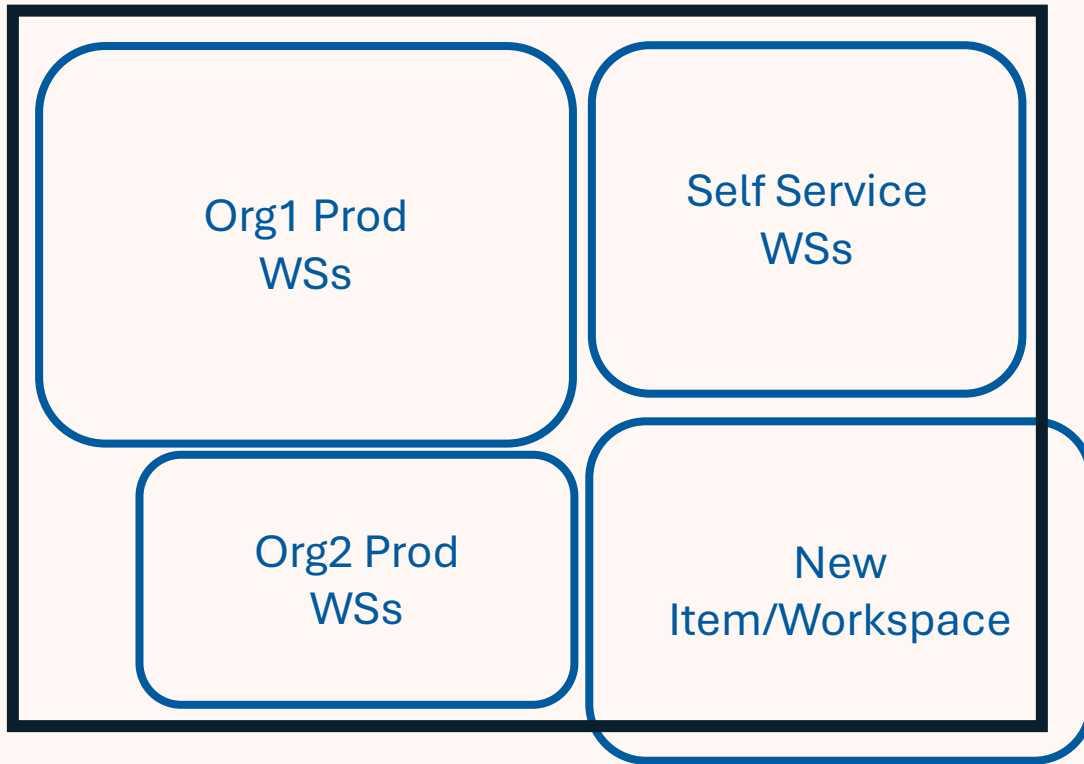 Org1 Prod
WSs
Self Service
WSs
Org2 Prod
WSs
New
Item/Workspace